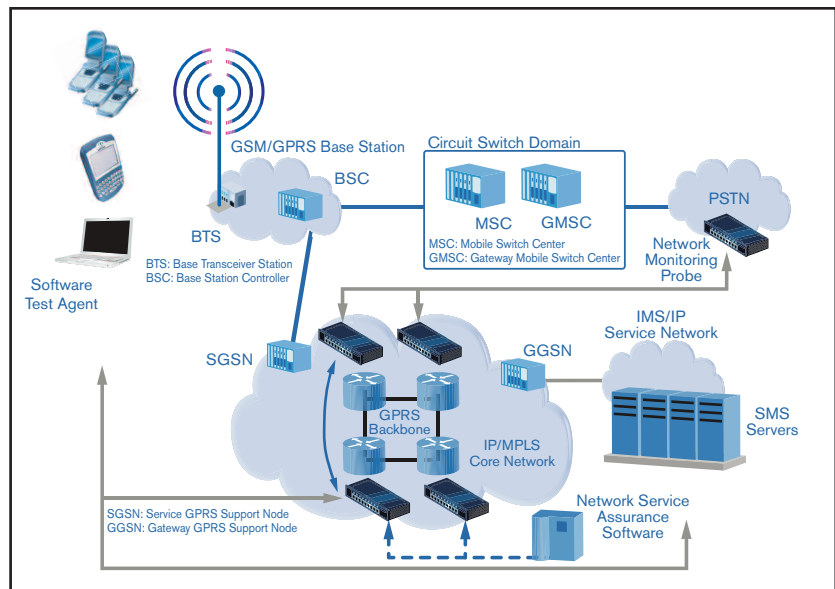 GSM/GPRS Base Station
BSC
BTS
BTS: Base Transceiver Station
BSC: Base Station Controller
Circuit Switch Domain
MSC
GMSC
MSC: Mobile Switch Center
GMSC: Gateway Mobile Switch Center
PSTN
Network
Monitoring
Probe
Software
Test Agent
SGSN
GGSN
IMS/IP
Service Network
SMS
Servers
GPRS
Backbone
IP/MPLS
Core Network
SGSN: Service GPRS Support Node
GGSN: Gateway GPRS Support Node
Network Service
Assurance
Software